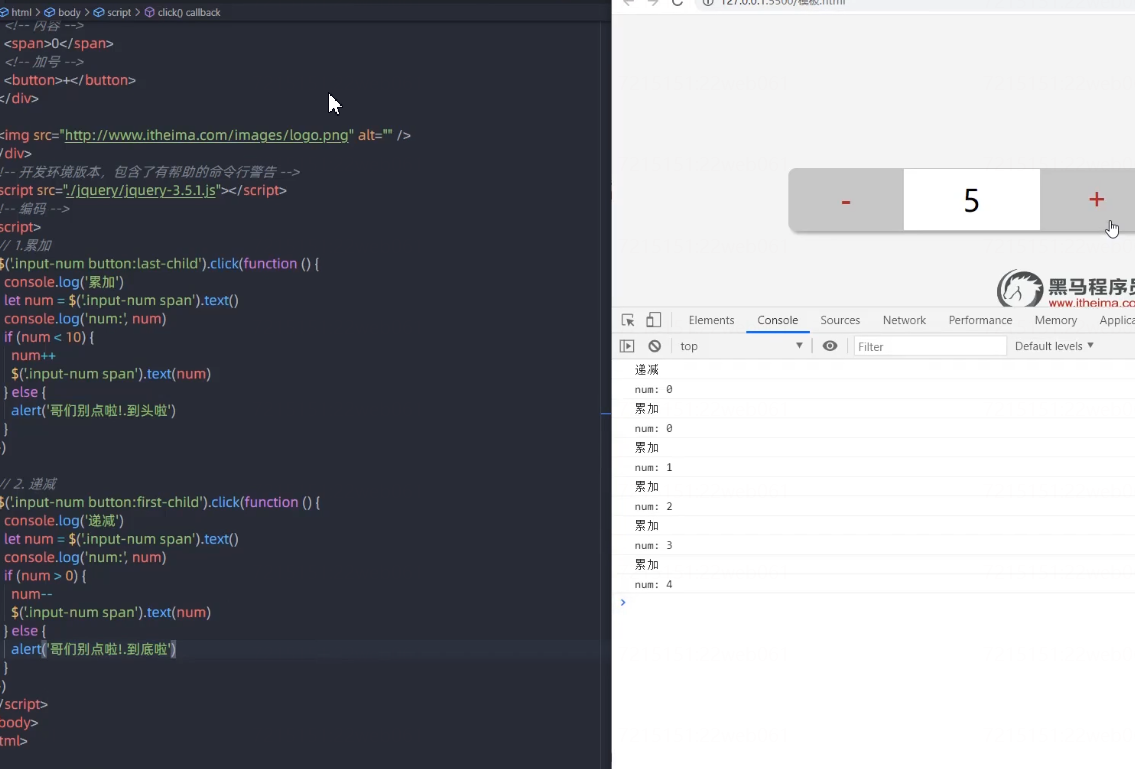 html > body > script > click() callback
<!-- 内容 -->
<span>0</span>
<!-- 加号 -->
<button>+</button>
</div>
<img src="http://www.itheima.com/images/logo.png" alt="" />
/div>
!-- 开发环境版本，包含了有帮助的命令行警告 -->
script src="./jquery/jquery-3.5.1.js"></script>
!-- 编码 -->
script>
// 1.累加
$('.input-num button:last-child').click(function () {
console.log('累加')
let num = $('.input-num span').text()
console.log('num:', num)
if (num < 10) {
num++
$('.input-num span').text(num)
} else {
alert('哥们别点啦!.到头啦')
}
)
// 2. 递减
$('.input-num button:first-child').click(function () {
console.log('递减')
let num = $('.input-num span').text()
console.log('num:', num)
if (num > 0) {
num--
$('.input-num span').text(num)
} else {
alert('哥们别点啦!.到底啦')
}
)
/script>
body>
tml>
127.0.0.1:5500/模板.html
- 5 +
黑马程序员
www.itheima.co
Elements Console Sources Network Performance Memory Applica
top Filter Default levels
递减
num: 0
累加
num: 0
累加
num: 1
累加
num: 2
累加
num: 3
累加
num: 4